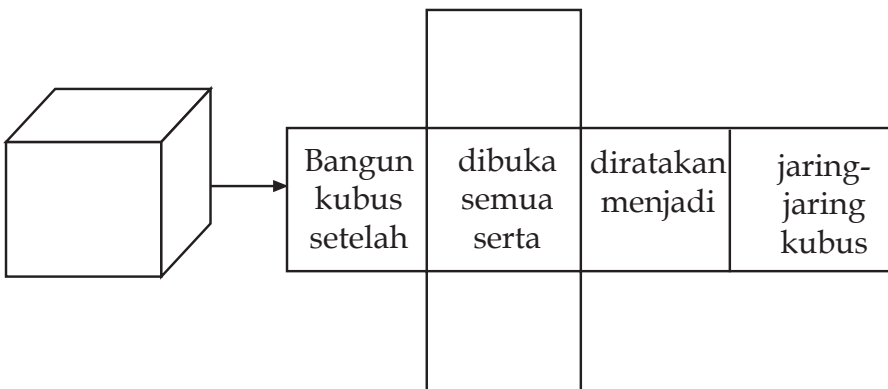 Bangun
kubus
setelah
dibuka
semua
serta
diratakan
menjadi
jaring-
jaring
kubus